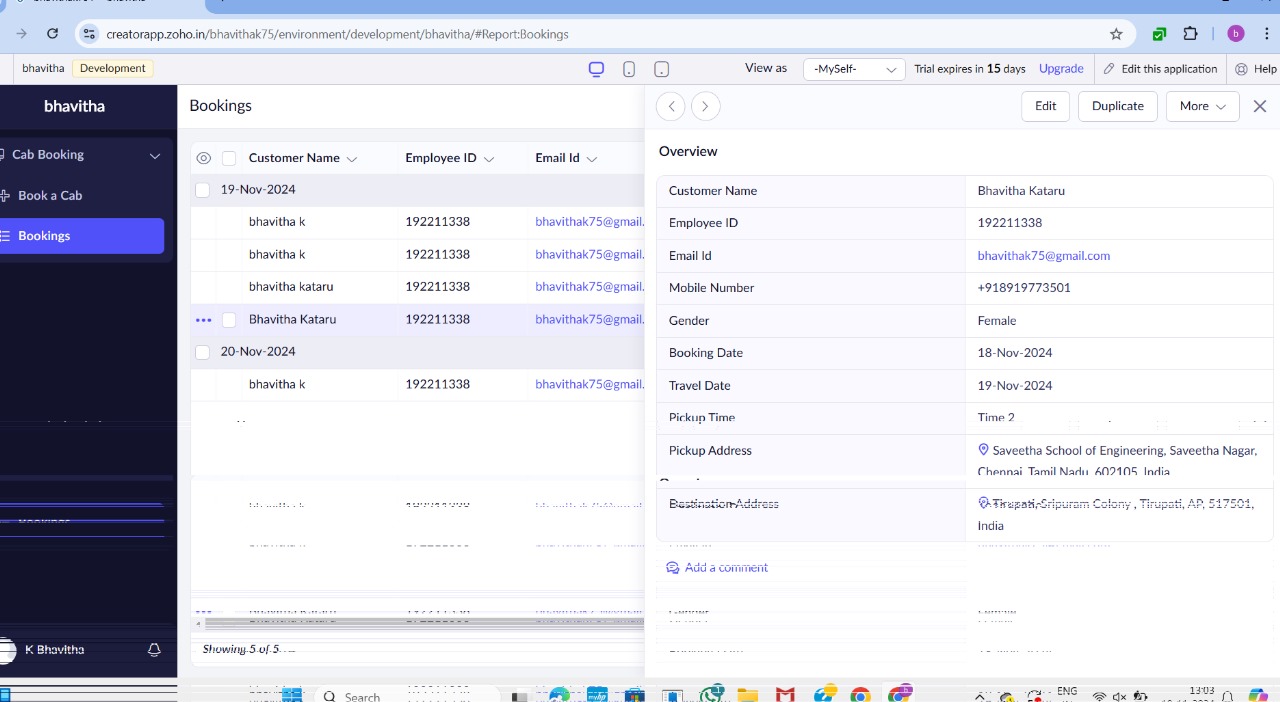 creatorapp.zoho.in/bhavithak75/environment/development/bhavitha/#Report:Bookings
b
bhavitha Development View as -MySelf- Trial expires in 15 days Upgrade Edit this application Help
bhavitha
Cab Booking
Book a Cab
Bookings
K Bhavitha
Bookings
Customer Name Employee ID Email Id
19-Nov-2024
bhavitha k 192211338 bhavithak75@gmail.
bhavitha k 192211338 bhavithak75@gmail.
bhavitha kataru 192211338 bhavithak75@gmail.
Bhavitha Kataru 192211338 bhavithak75@gmail.
20-Nov-2024
bhavitha k 192211338 bhavithak75@gmail.
Showing 5 of 5
Edit Duplicate More
Overview
Customer Name Bhavitha Kataru
Employee ID 192211338
Email Id bhavithak75@gmail.com
Mobile Number +918919773501
Gender Female
Booking Date 18-Nov-2024
Travel Date 19-Nov-2024
Pickup Time Time 2
Pickup Address Saveetha School of Engineering, Saveetha Nagar,
Chennai, Tamil Nadu, 602105, India
Destination Address Tirupati, Sripuram Colony , Tirupati, AP, 517501,
India
Add a comment
Search
ENG
13:03